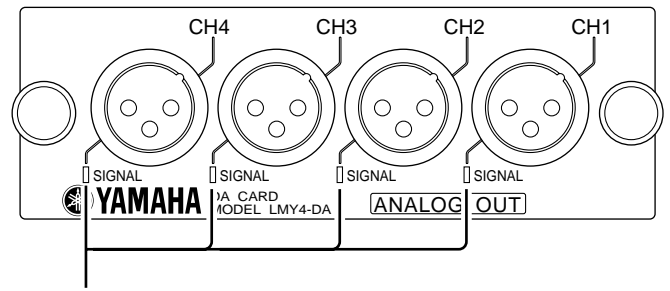 CH4 CH3 CH2 CH1
SIGNAL SIGNAL SIGNAL SIGNAL
YAMAHA DA CARD
MODEL LMY4-DA
ANALOG OUT